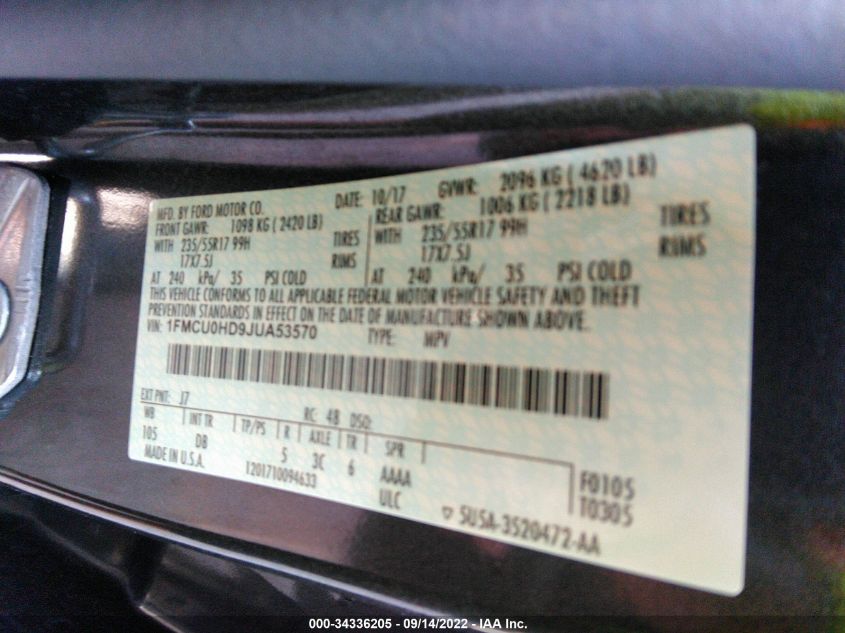 MFD. BY FORD MOTOR CO. DATE: 10/17 GVWR: 2096 KG ( 4620 LB)
FRONT GAWR: 1098 KG ( 2420 LB) REAR GAWR: 1006 KG ( 2218 LB)
WITH 235/55R17 99H TIRES WITH 235/55R17 99H TIRES
17X7.5J RIMS 17X7.5J RIMS
AT 240 kPa/ 35 PSI COLD AT 240 kPa/ 35 PSI COLD
THIS VEHICLE CONFORMS TO ALL APPLICABLE FEDERAL MOTOR VEHICLE SAFETY AND THEFT
PREVENTION STANDARDS IN EFFECT ON THE DATE OF MANUFACTURE SHOWN ABOVE.
VIN: 1FMCU0HD9JUA53570 TYPE: MPV
EXT PNT: J7 RC: 48 DSO:
WB INT TR TP/PS R AXLE TR SPR
105 DB 5 3C 6 AAAA F0105
MADE IN U.S.A. 1201710094633 ULC T0305
▽ 5U5A-3520472-AA
000-34336205 - 09/14/2022 - IAA Inc.